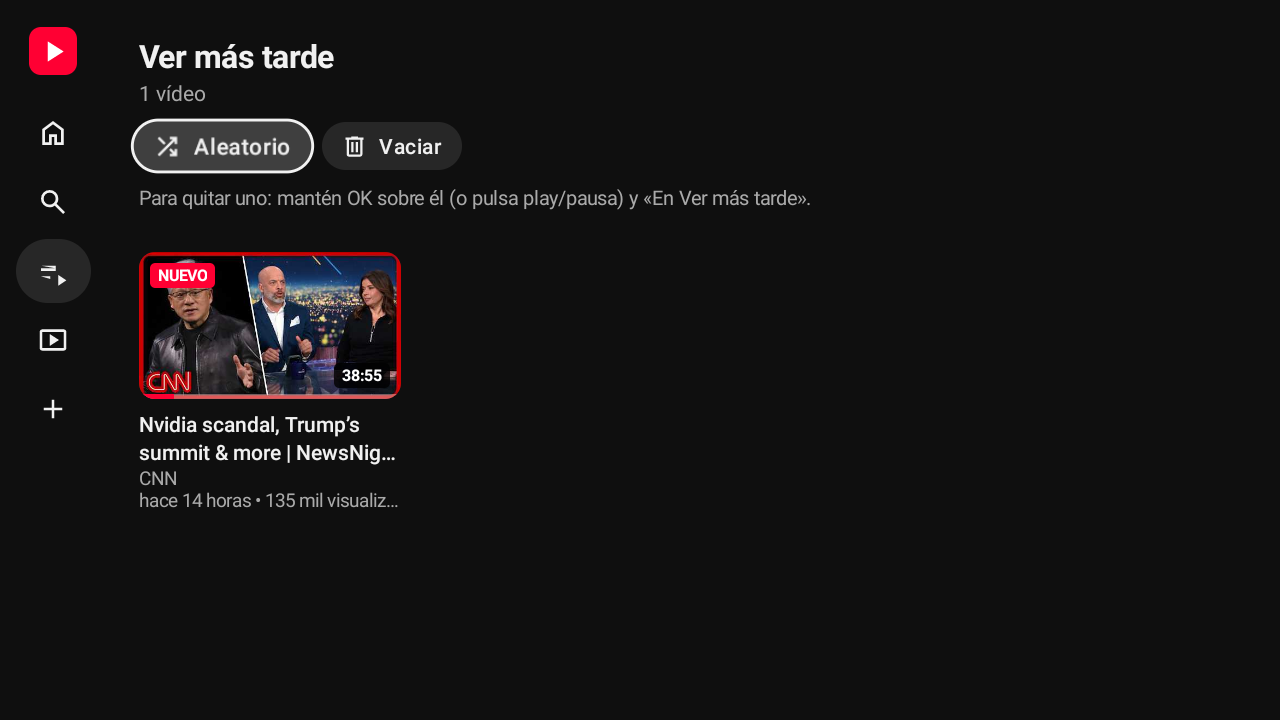 Ver más tarde
1 vídeo
Aleatorio
Vaciar
Para quitar uno: mantén OK sobre él (o pulsa play/pausa) y «En Ver más tarde».
NUEVO
CNN
38:55
Nvidia scandal, Trump’s
summit & more | NewsNig…
CNN
hace 14 horas • 135 mil visualiz…